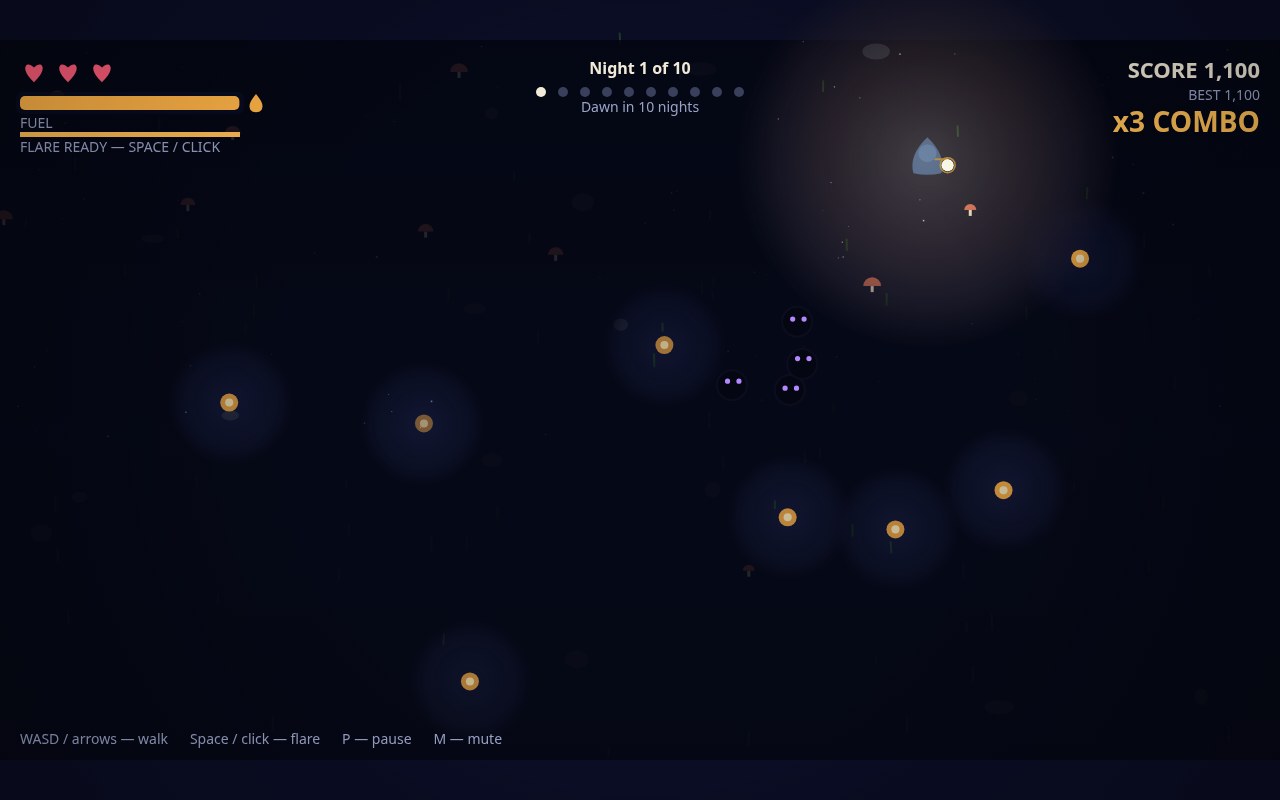 Night 1 of 10
Dawn in 10 nights
SCORE 1,100
BEST 1,100
x3 COMBO
FUEL
FLARE READY — SPACE / CLICK
WASD / arrows — walk Space / click — flare P — pause M — mute